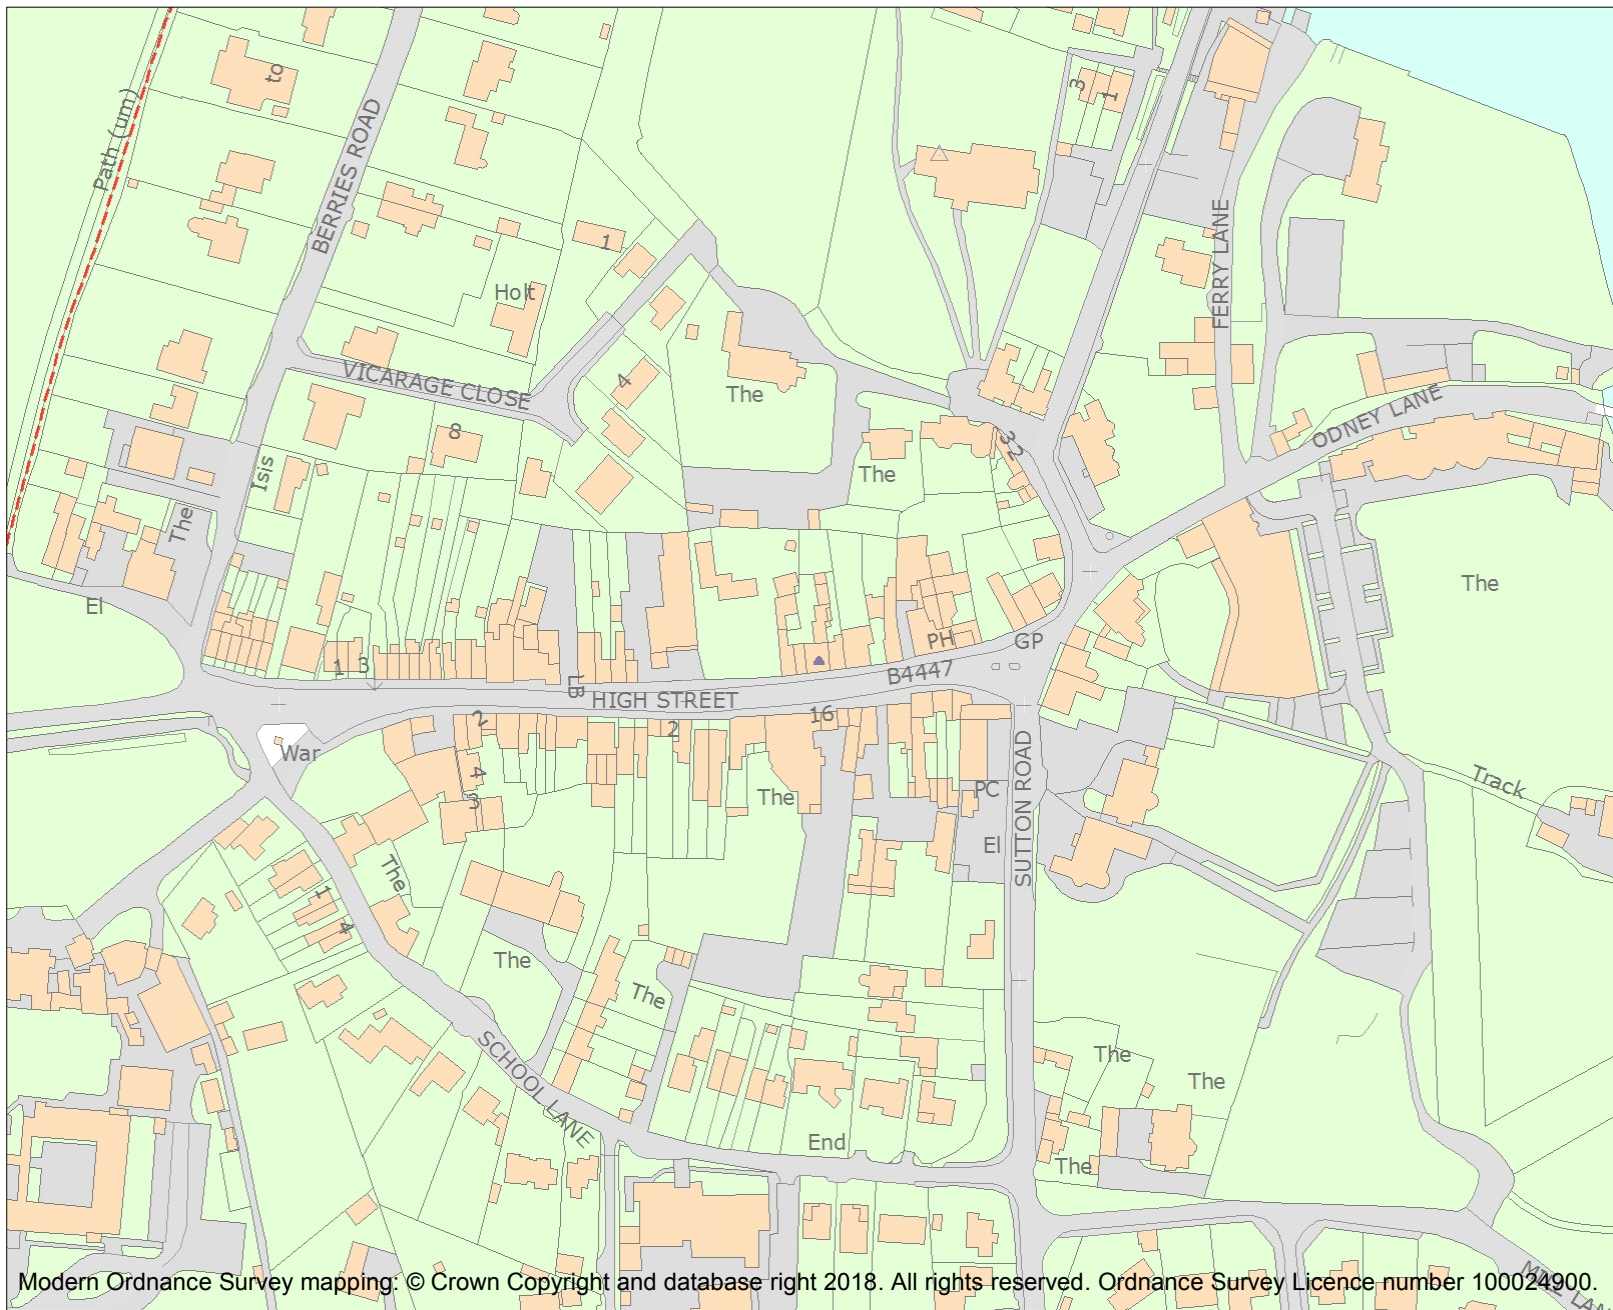 to
3
1
Path (um)
BERRIES ROAD
FERRY LANE
1
Holt
VICARAGE CLOSE
4
The
8
32
ODNEY LANE
Isis
The
The
El
The
PH
GP
1
3
B4447
LB
HIGH STREET
16
2
2
War
4
3
The
PC
SUTTON ROAD
Track
El
The
1
4
The
The
SCHOOL LANE
The
The
End
The
MILL LAN
Modern Ordnance Survey mapping: © Crown Copyright and database right 2018. All rights reserved. Ordnance Survey Licence number 100024900.